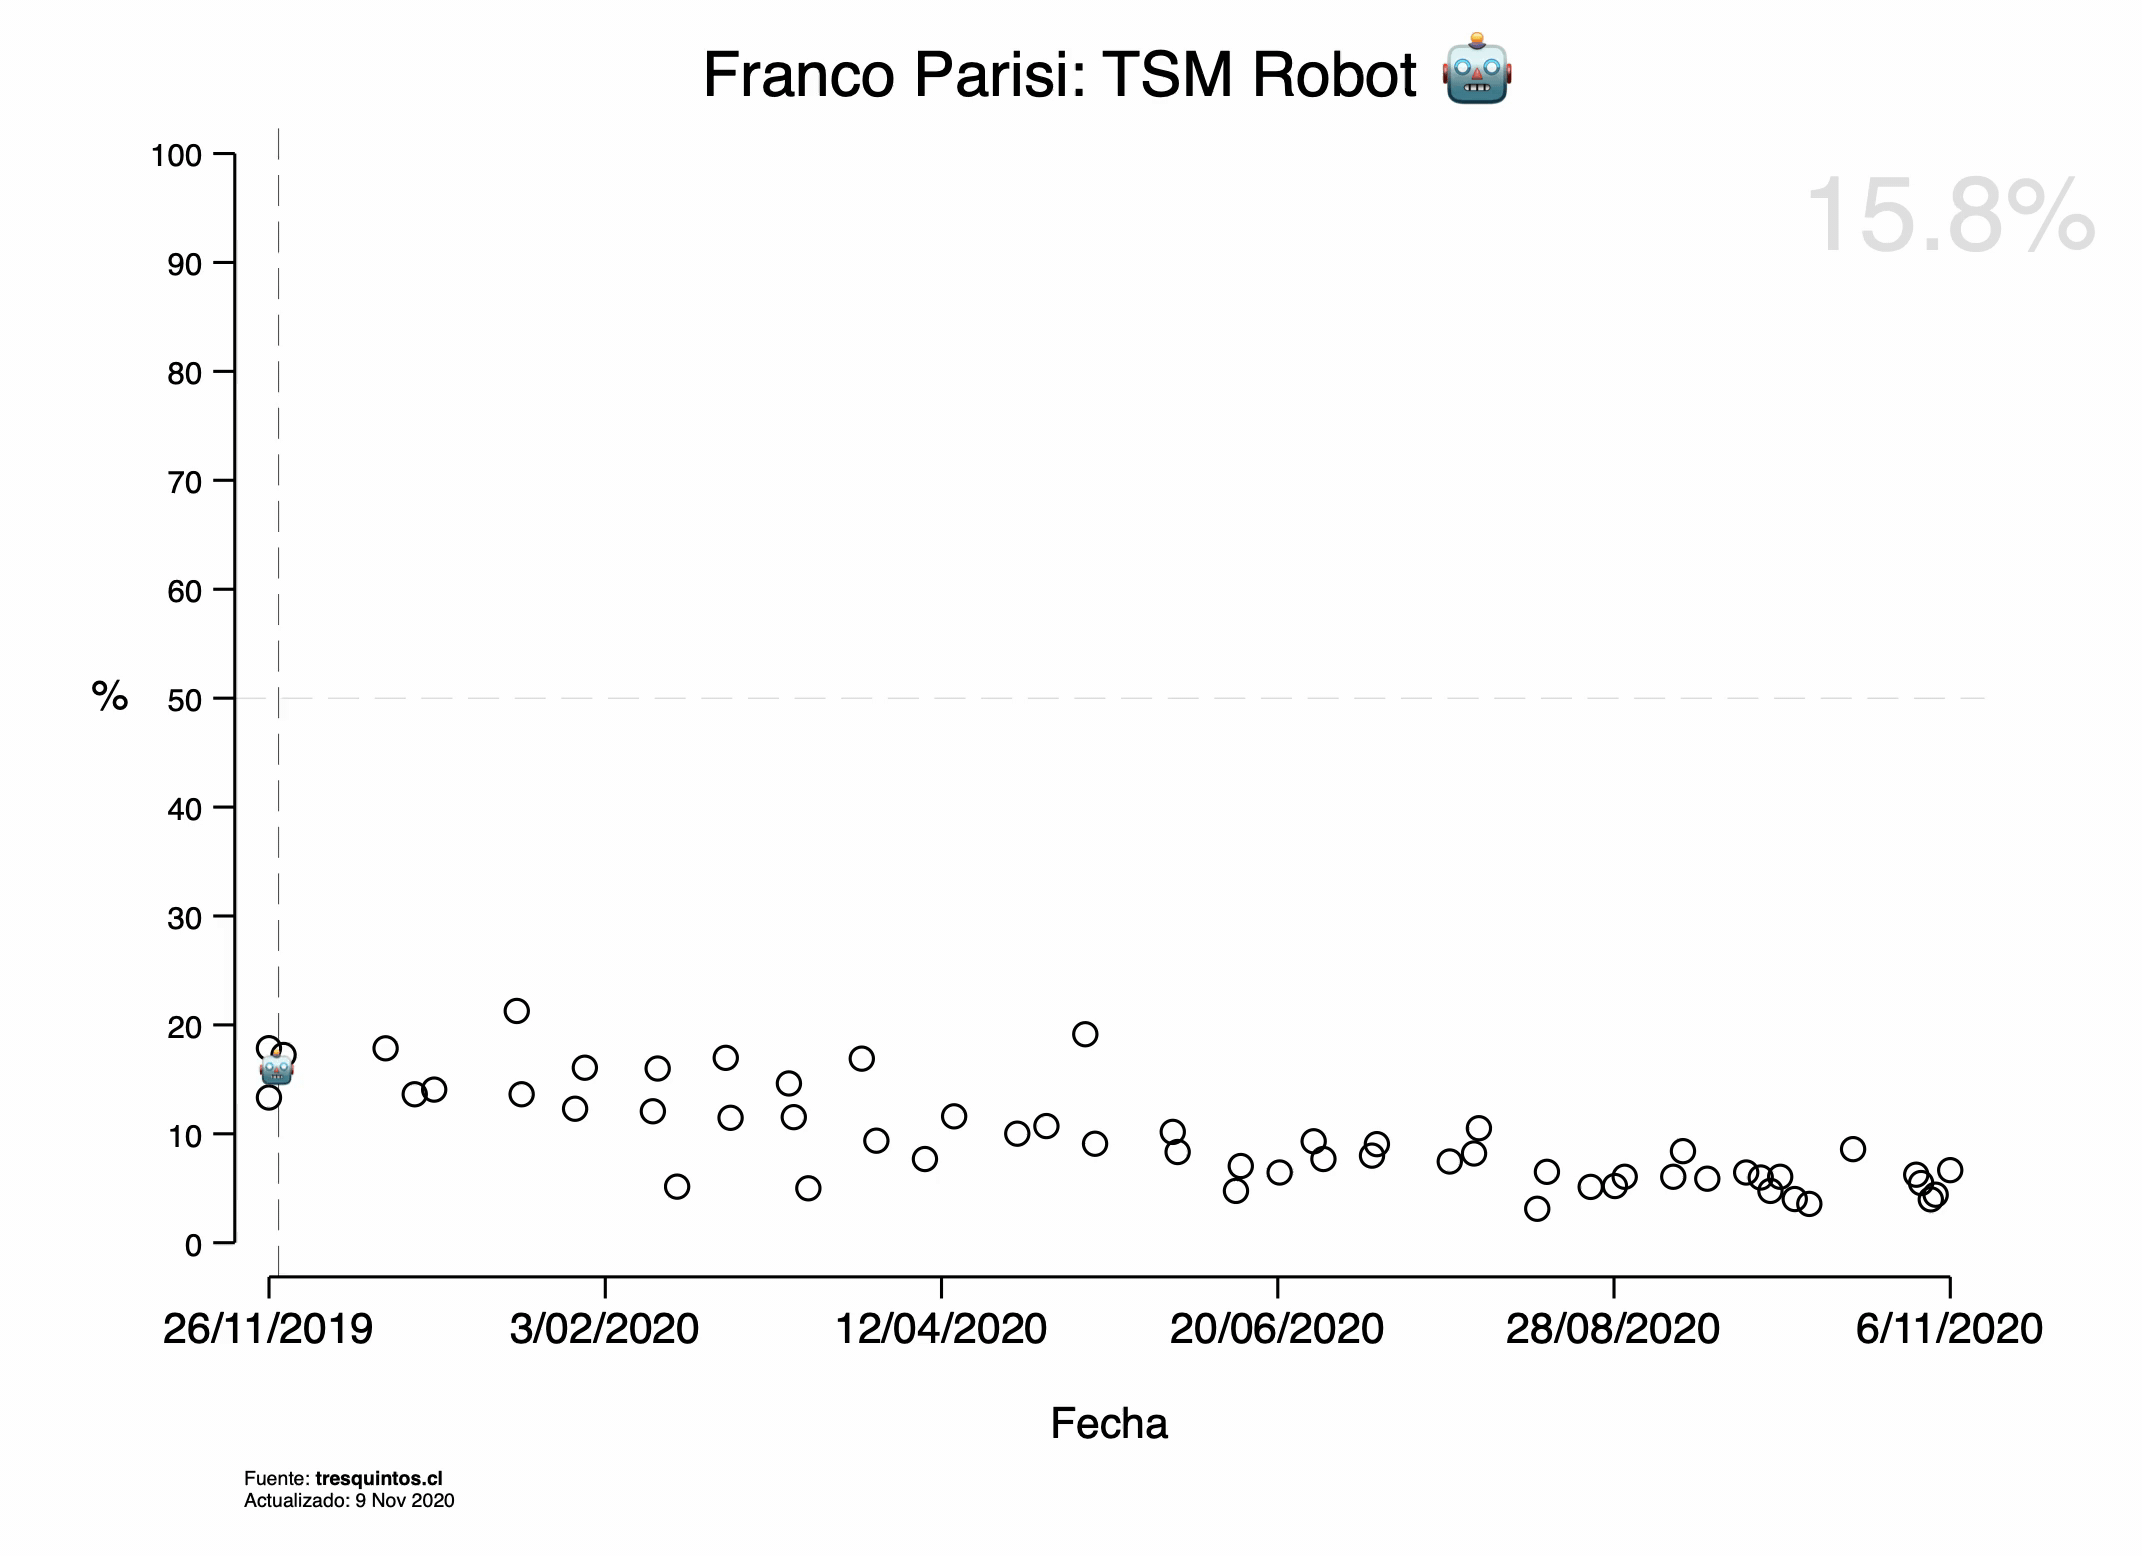 Franco Parisi: TSM Robot 🤖
15.8%
100
90
80
70
60
50
40
30
20
10
0
%
26/11/2019 3/02/2020 12/04/2020 20/06/2020 28/08/2020 6/11/2020
Fecha
Fuente: tresquintos.cl
Actualizado: 9 Nov 2020